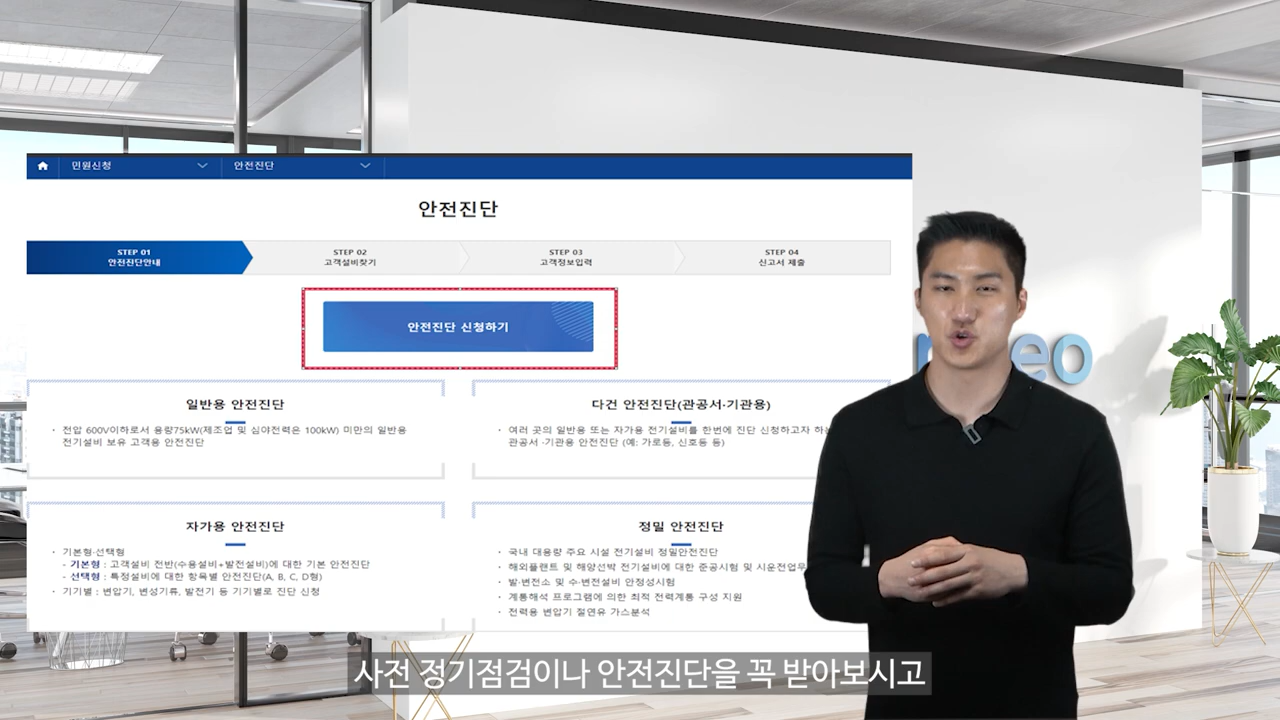 민원신청
안전진단
안전진단
STEP 01
안전진단안내
STEP 02
고객설비찾기
STEP 03
고객정보입력
STEP 04
신고서 제출
안전진단 신청하기
일반용 안전진단
· 전압 600V이하로서 용량75kW(제조업 및 심야전력은 100kW) 미만의 일반용
전기설비 보유 고객용 안전진단
다건 안전진단(관공서·기관용)
· 여러 곳의 일반용 또는 자가용 전기설비를 한번에 진단 신청하고자 하는
관공서 ·기관용 안전진단 (예: 가로등, 신호등 등)
자가용 안전진단
· 기본형·선택형
- 기본형 : 고객설비 전반(수용설비+발전설비)에 대한 기본 안전진단
- 선택형 : 특정설비에 대한 항목별 안전진단(A, B, C, D형)
· 기기별 : 변압기, 변성기류, 발전기 등 기기별로 진단 신청
정밀 안전진단
· 국내 대용량 주요 시설 전기설비 정밀안전진단
· 해외플랜트 및 해양선박 전기설비에 대한 준공시험 및 시운전업무
· 발·변전소 및 수·변전설비 안정성시험
· 계통해석 프로그램에 의한 최적 전력계통 구성 지원
· 전력용 변압기 절연유 가스분석
eo
사전 정기점검이나 안전진단을 꼭 받아보시고